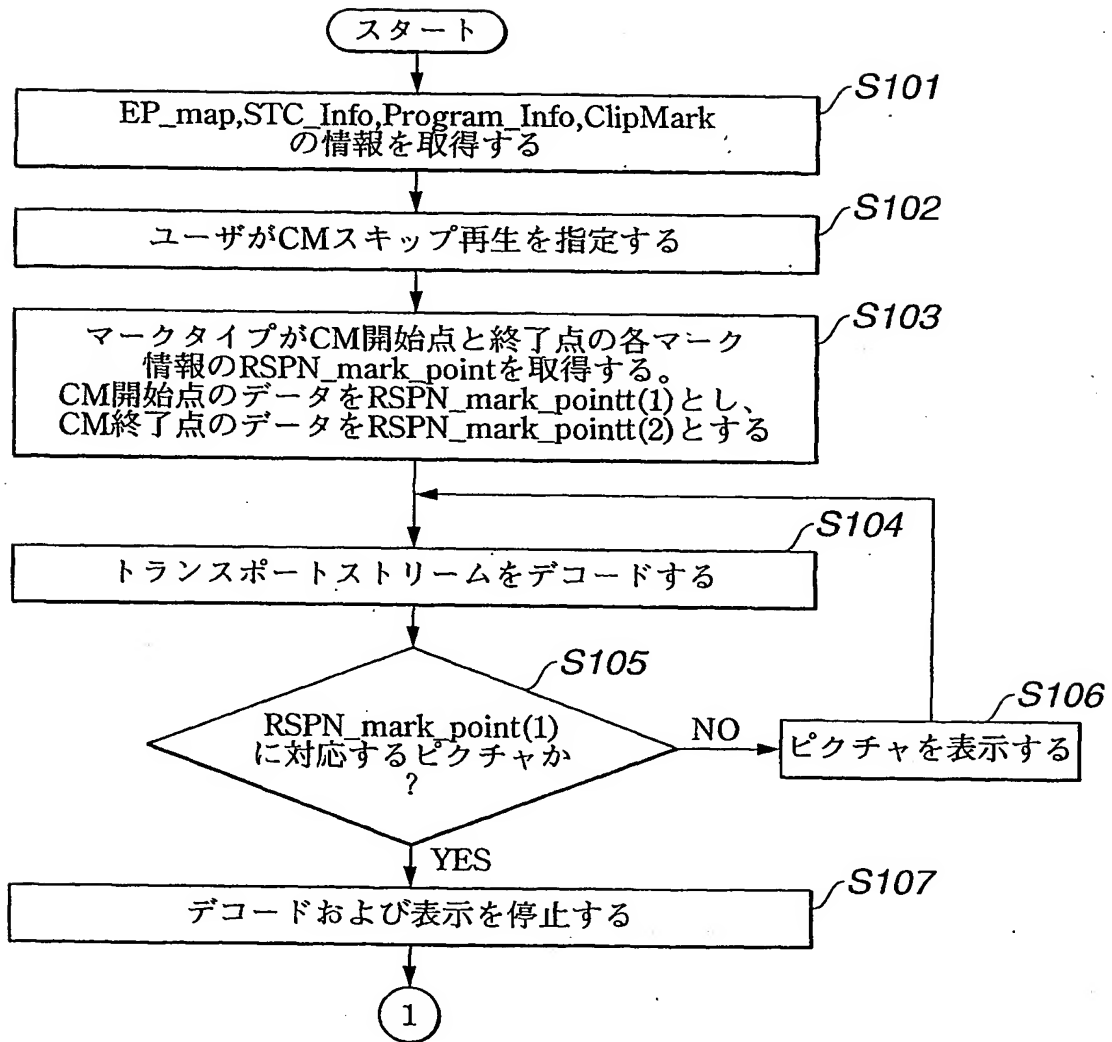 スタート
S101
EP_map,STC_Info,Program_Info,ClipMark
の情報を取得する
S102
ユーザがCMスキップ再生を指定する
S103
マークタイプがCM開始点と終了点の各マーク
情報のRSPN_mark_pointを取得する。
CM開始点のデータをRSPN_mark_pointt(1)とし、
CM終了点のデータをRSPN_mark_pointt(2)とする
S104
トランスポートストリームをデコードする
S105
RSPN_mark_point(1)
に対応するピクチャか
?
NO
S106
ピクチャを表示する
YES
S107
デコードおよび表示を停止する
1